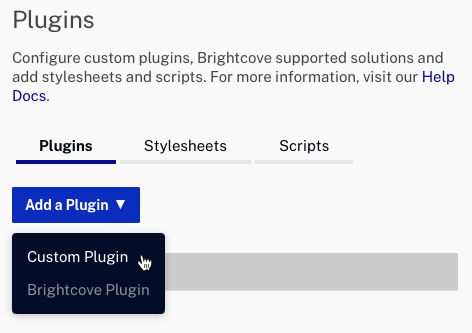 Plugins
Configure custom plugins, Brightcove supported solutions and
add stylesheets and scripts. For more information, visit our Help
Docs.
Plugins Stylesheets Scripts
Add a Plugin ▼
Custom Plugin
Brightcove Plugin